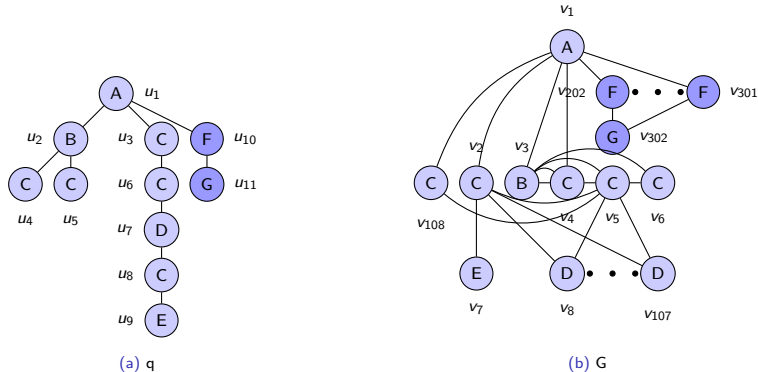 v1
A
A u1
v202 F F v301
u2 B u3 C F u10
G v302
v2 v3
C C C G u11
C C B C C C
u4 u5 u6
v108 v4 v5 v6
u7 D
u8 C
E D D
u9 E
v7 v8 v107
(a) q
(b) G